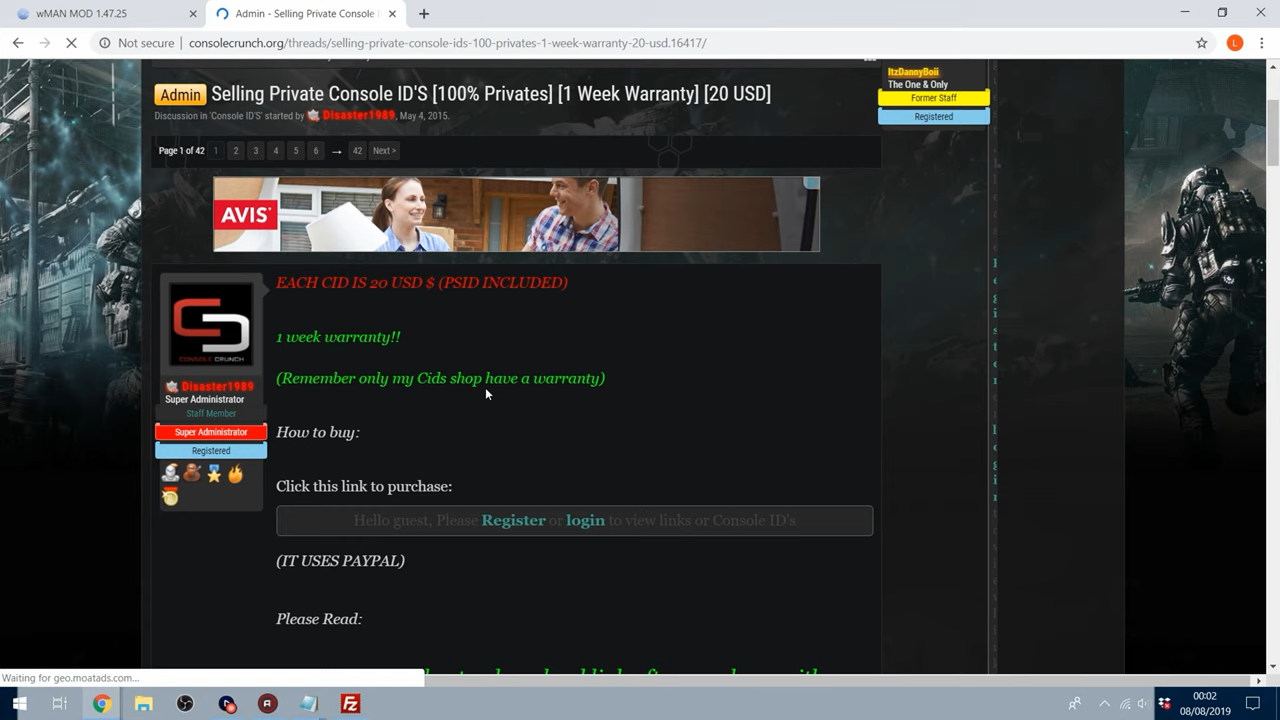 wMAN MOD 1.47.25
Admin - Selling Private Console I
Not secure
consolecrunch.org/threads/selling-private-console-ids-100-privates-1-week-warranty-20-usd.16417/
L
Admin
Selling Private Console ID'S [100% Privates] [1 Week Warranty] [20 USD]
Discussion in 'Console ID'S' started by Disaster1989, May 4, 2015.
ItzDannyBoii
The One & Only
Former Staff
Registered
Page 1 of 42
1
2
3
4
5
6
→
42
Next >
AVIS
EACH CID IS 20 USD $ (PSID INCLUDED)
1 week warranty!!
(Remember only my Cids shop have a warranty)
CONSOLE CRUNCH
Disaster1989
Super Administrator
Staff Member
Super Administrator
Registered
How to buy:
Click this link to purchase:
Hello guest, Please Register or login to view links or Console ID's
(IT USES PAYPAL)
Please Read:
Waiting for geo.moatads.com...
00:02
08/08/2019